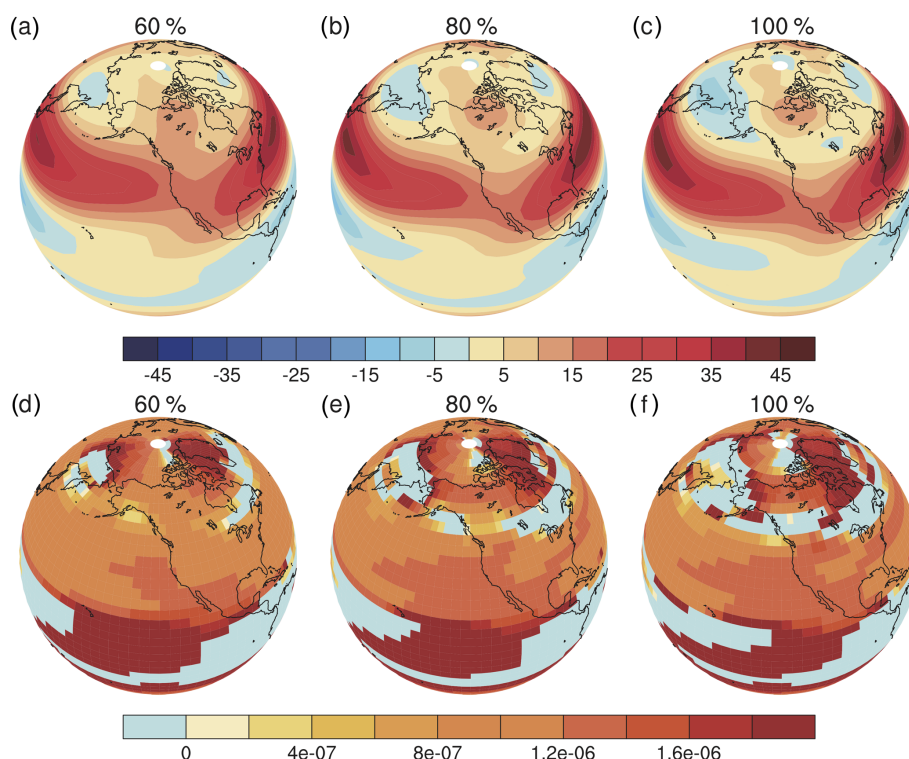 (a) 60 % (b) 80 % (c) 100 %
-45 -35 -25 -15 -5 5 15 25 35 45
(d) 60 % (e) 80 % (f) 100 %
0 4e-07 8e-07 1.2e-06 1.6e-06